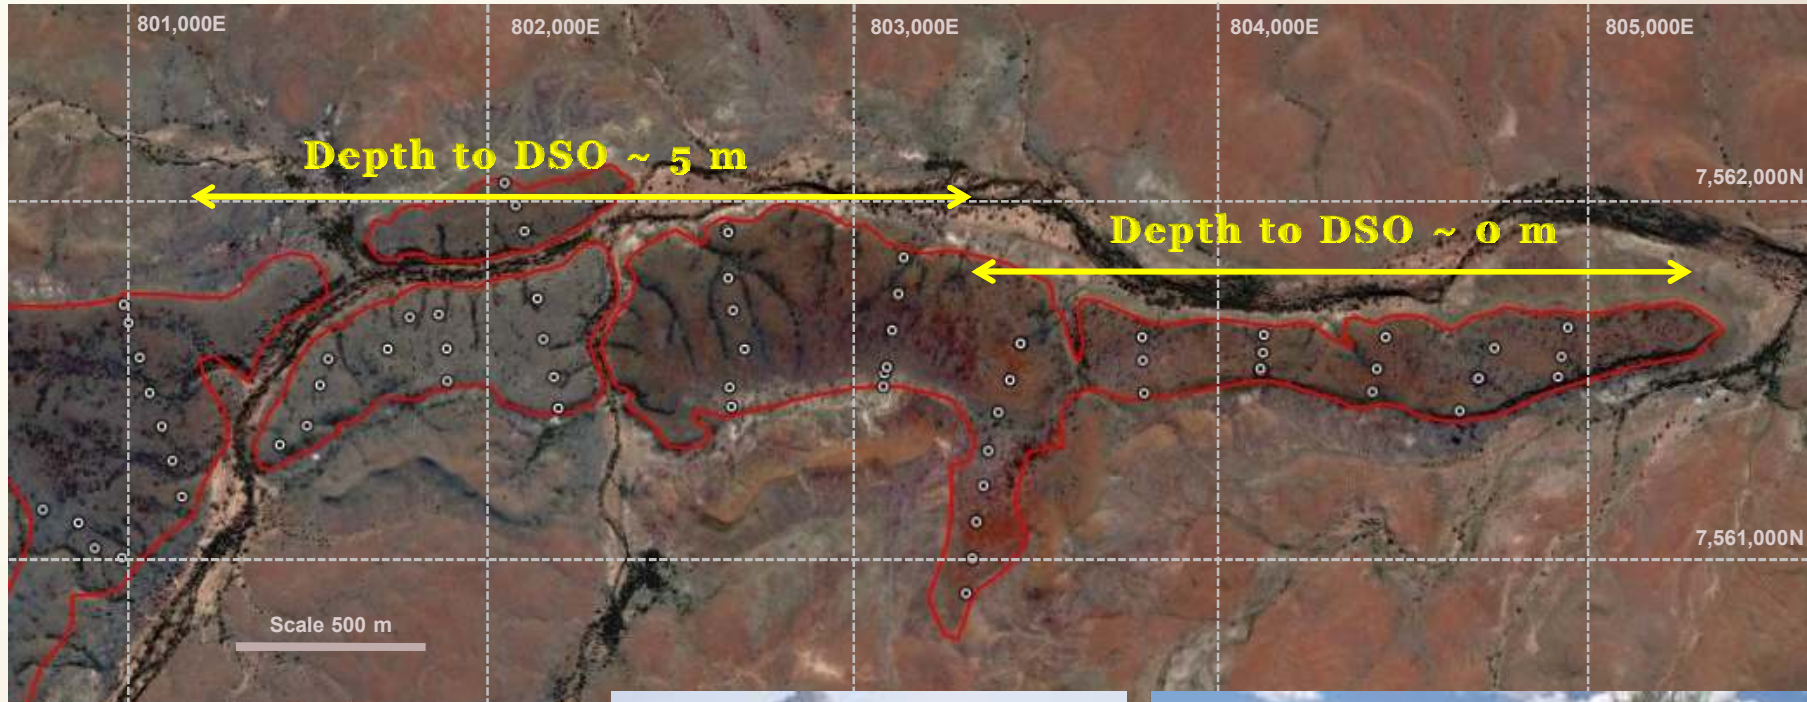 801,000E
802,000E
803,000E
804,000E
805,000E
Depth to DSO ~ 5 m
7,562,000N
Depth to DSO ~ 0 m
7,561,000N
Scale 500 m